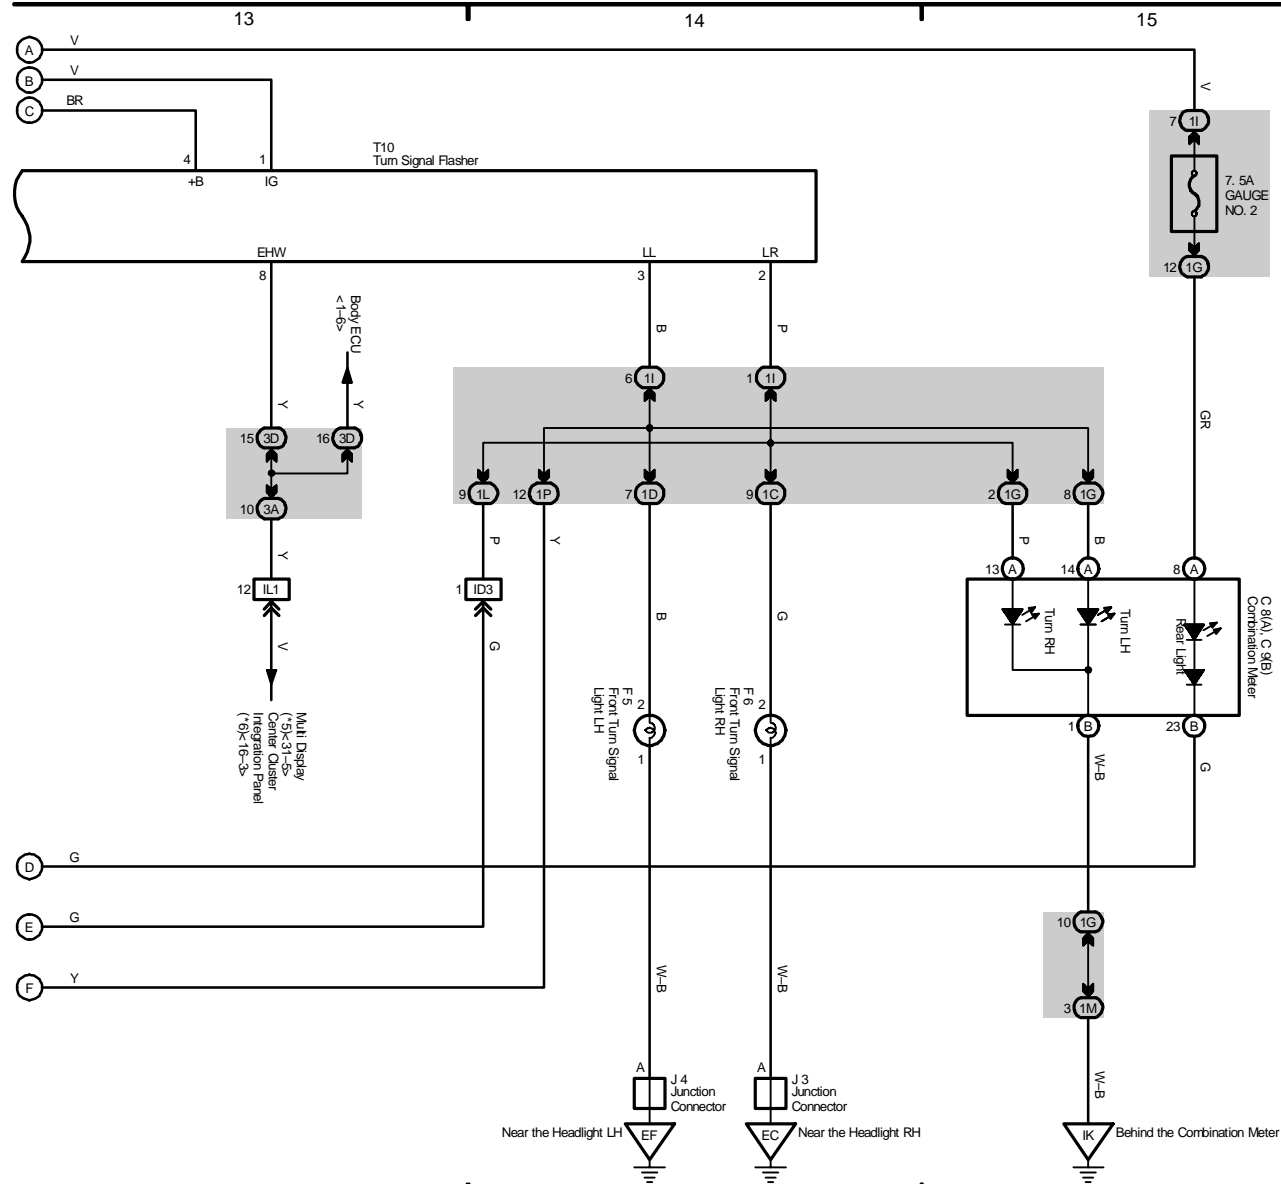 13
14
15
A
V
B
V
C
BR
V
7
1I
T10
Turn Signal Flasher
4
1
+B
IG
7. 5A
GAUGE
NO. 2
EHW
LL
LR
8
3
2
12
1G
Body ECU
<1–6>
B
P
6
1I
1
1I
Y
Y
GR
15
3D
16
3D
9
1L
12
1P
7
1D
9
1C
2
1G
8
1G
10
3A
Y
P
Y
P
B
12
IL1
1
ID3
13
A
14
A
8
A
V
G
B
G
Turn RH
Turn LH
Rear Light
C 8(A), C 9(B)
Combination Meter
F 5
Front Turn Signal
Light LH
2
1
F 6
Front Turn Signal
Light RH
2
1
1
B
23
B
Multi Display
(*5)<31–5>
Center Cluster
Integration Panel
(*6)<16–3>
W–B
G
D
G
E
G
10
1G
F
Y
W–B
W–B
3
1M
A
J 4
Junction
Connector
A
J 3
Junction
Connector
W–B
Near the Headlight LH
EF
EC
Near the Headlight RH
IK
Behind the Combination Meter